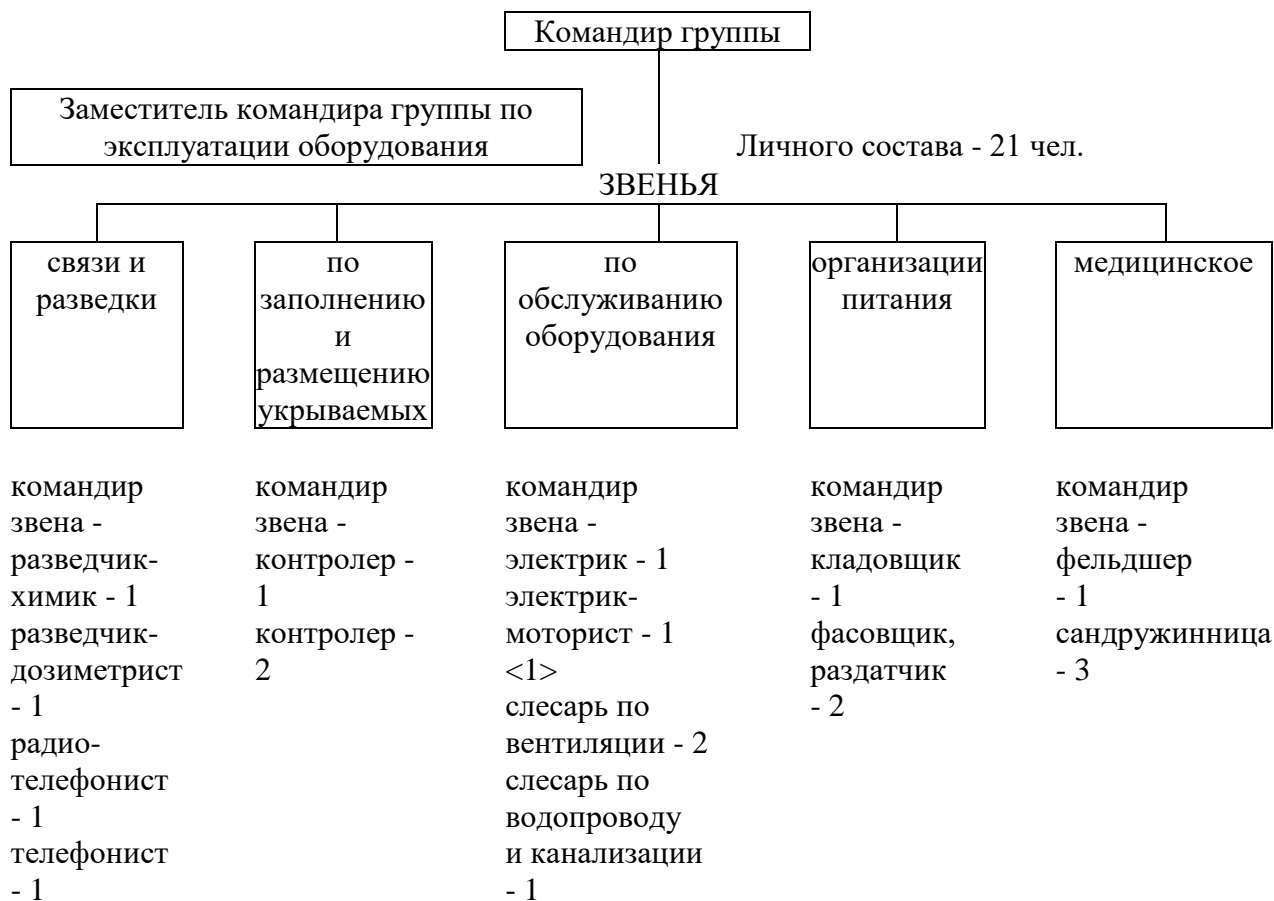 Командир группы
Заместитель командира группы по
эксплуатации оборудования
Личного состава - 21 чел.
ЗВЕНЬЯ
связи и
разведки
по
заполнению
и
размещению
укрываемых
по
обслуживанию
оборудования
организации
питания
медицинское
командир
звена -
разведчик-
химик - 1
разведчик-
дозиметрист
- 1
радио-
телефонист
- 1
телефонист
- 1
командир
звена -
контролер -
1
контролер -
2
командир
звена -
электрик - 1
электрик-
моторист - 1
<1>
слесарь по
вентиляции - 2
слесарь по
водопроводу
и канализации
- 1
командир
звена -
кладовщик
- 1
фасовщик,
раздатчик
- 2
командир
звена -
фельдшер
- 1
сандружинница
- 3